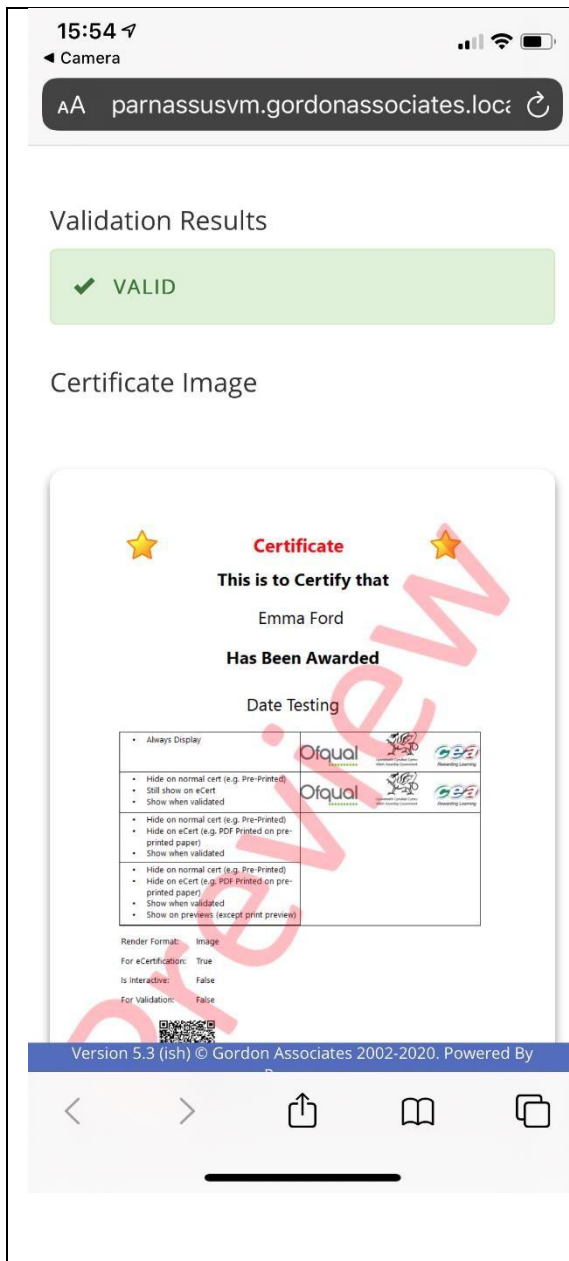 15:54
◀ Camera
AA parnassusvm.gordonassociates.loca
Validation Results
VALID
Certificate Image
Certificate
This is to Certify that
Emma Ford
Has Been Awarded
Date Testing
• Always Display
Ofqual
Rewarding Learning
• Hide on normal cert (e.g. Pre-Printed)
• Still show on eCert
• Show when validated
Ofqual
Rewarding Learning
• Hide on normal cert (e.g. Pre-Printed)
• Hide on eCert (e.g. PDF Printed on pre-
printed paper)
• Show when validated
• Hide on normal cert (e.g. Pre-Printed)
• Hide on eCert (e.g. PDF Printed on pre-
printed paper)
• Show when validated
• Show on previews (except print preview)
Render Format: Image
For eCertification: True
Is Interactive: False
For Validation: False
Preview
Version 5.3 (ish) © Gordon Associates 2002-2020. Powered By